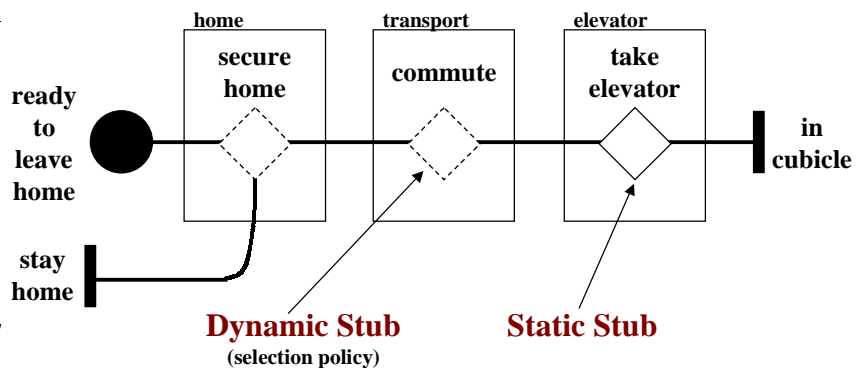 home
transport
elevator
secure
home
commute
take
elevator
ready
to
leave
home
in
cubicle
stay
home
Dynamic Stub
(selection policy)
Static Stub